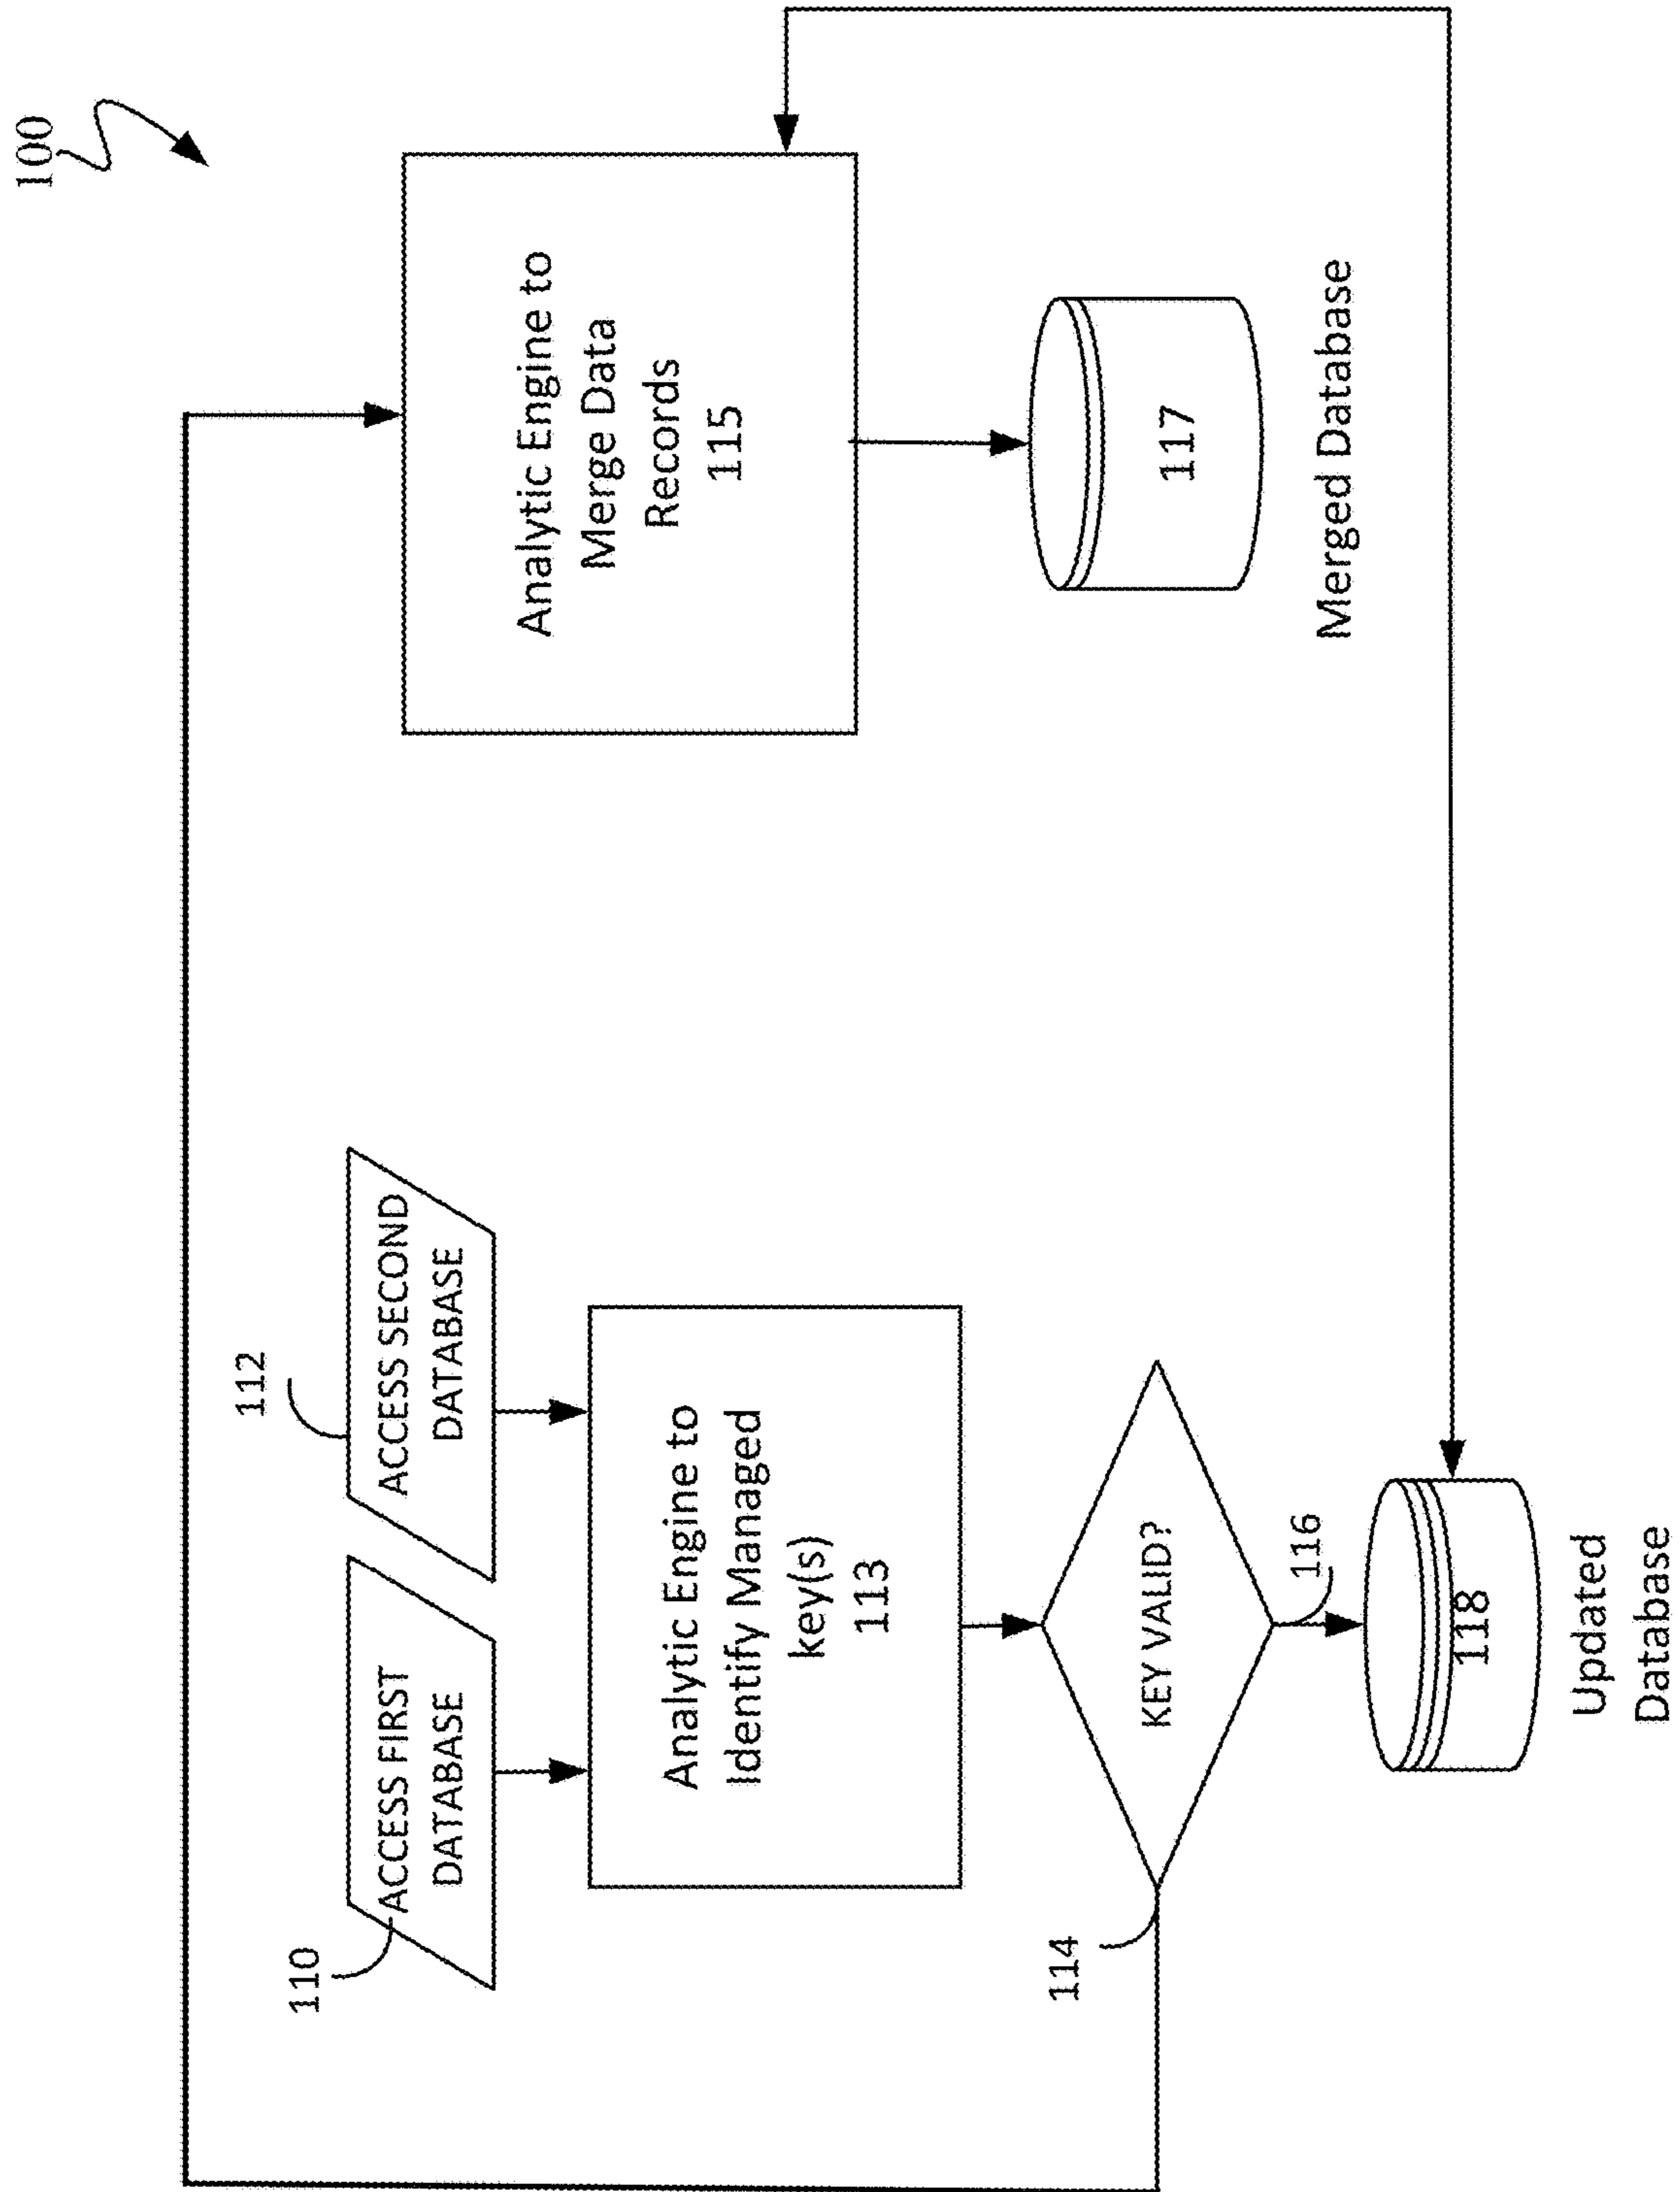 100
112
110
ACCESS FIRST
DATABASE
ACCESS SECOND
DATABASE
Analytic Engine to
Identify Managed
key(s)
113
114
KEY VALID?
116
118
Updated
Database
Analytic Engine to
Merge Data
Records
115
117
Merged Database